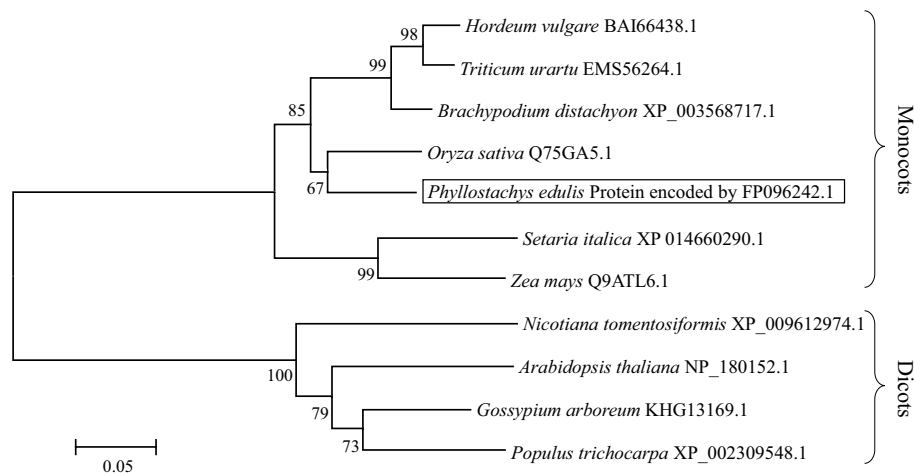 Hordeum vulgare BAI66438.1
98
Triticum urartu EMS56264.1
99
Brachypodium distachyon XP_003568717.1
85
Oryza sativa Q75GA5.1
67
Phyllostachys edulis Protein encoded by FP096242.1
Setaria italica XP 014660290.1
99
Zea mays Q9ATL6.1
Monocots
Nicotiana tomentosiformis XP_009612974.1
100
Arabidopsis thaliana NP_180152.1
79
Gossypium arboreum KHG13169.1
73
Populus trichocarpa XP_002309548.1
Dicots
0.05